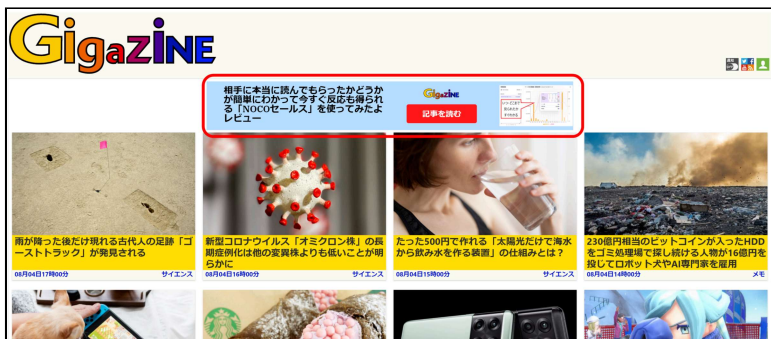 GigaZiNE
相手に本当に読んでもらったかどうか
が簡単にわかって今すぐ反応も得られ
る「NOCOセールス」を使ってみたよ
レビュー
GigaZiNE
記事を読む
雨が降った後だけ現れる古代人の足跡「ゴ
ーストトラック」が発見される
08月04日17時00分 サイエンス
新型コロナウイルス「オミクロン株」の長
期症例化は他の変異株よりも低いことが明
らかに
08月04日16時00分 サイエンス
たった500円で作れる「太陽光だけで海水
から飲み水を作る装置」の仕組みとは？
08月04日15時00分 サイエンス
230億円相当のビットコインが入ったHDD
をゴミ処理場で探し続ける人物が16億円を
投じてロボット犬やAI専門家を雇用
08月04日14時00分 メモ